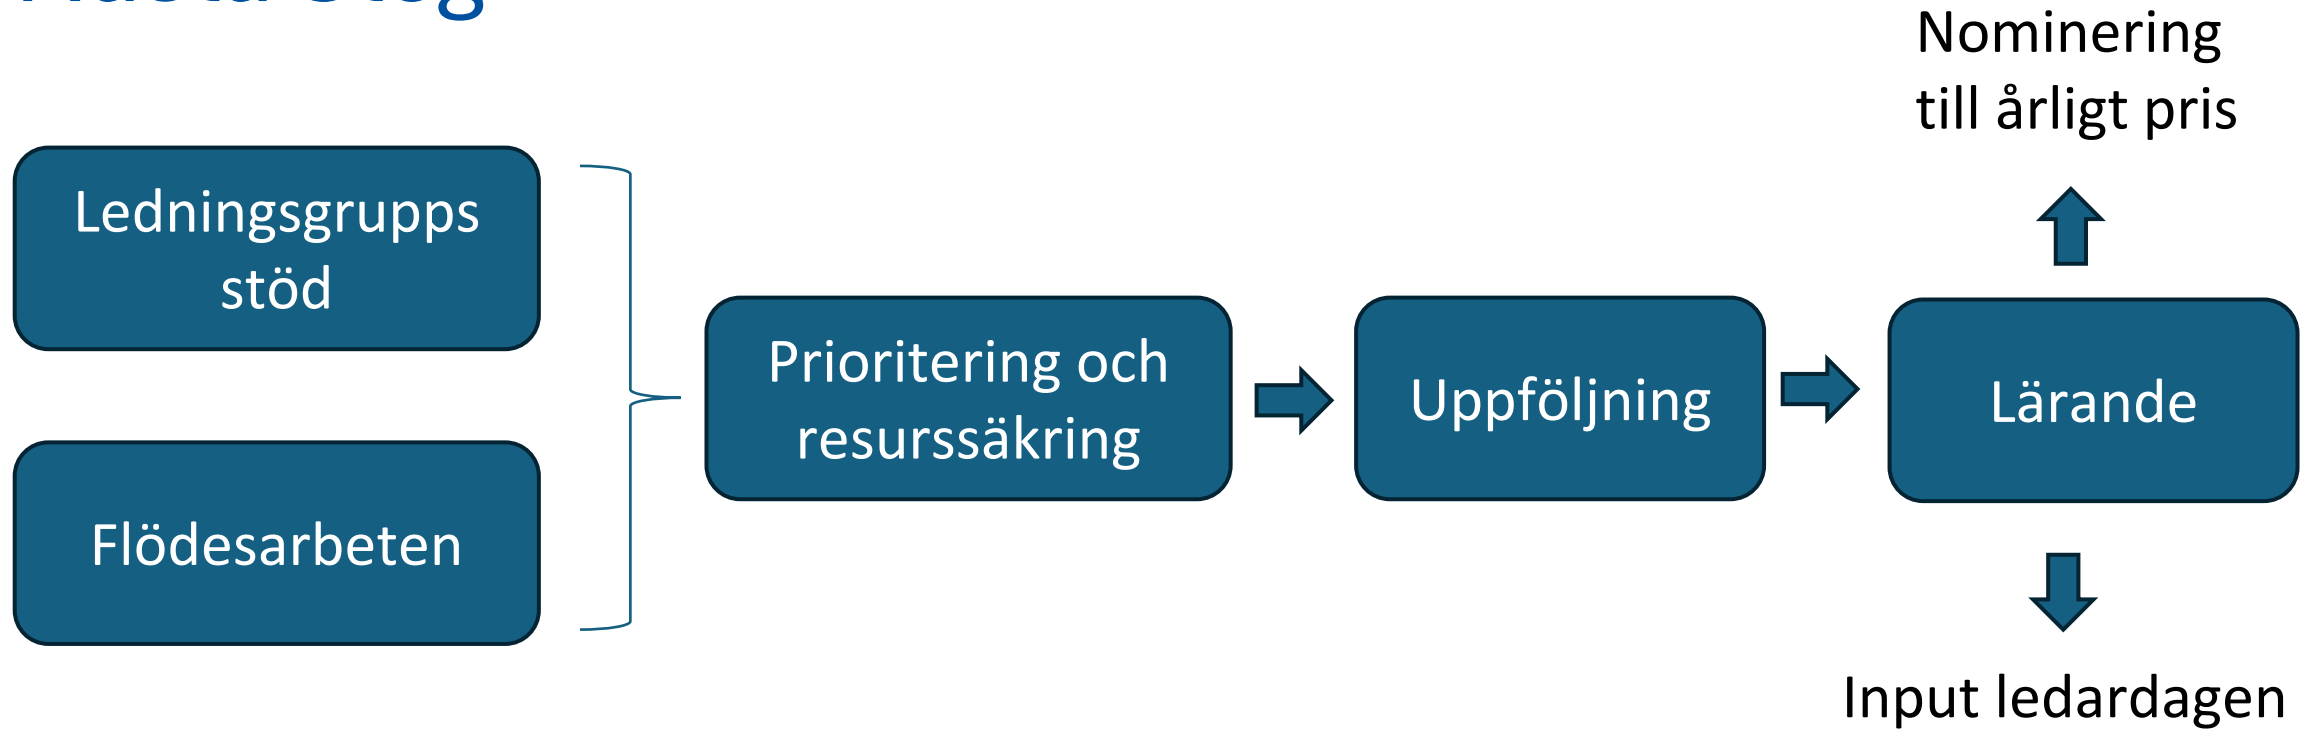 Nominering
till årligt pris
Ledningsgrupps
stöd
Prioritering och
resurssäkring
Uppföljning
Lärande
Flödesarbeten
Input ledardagen